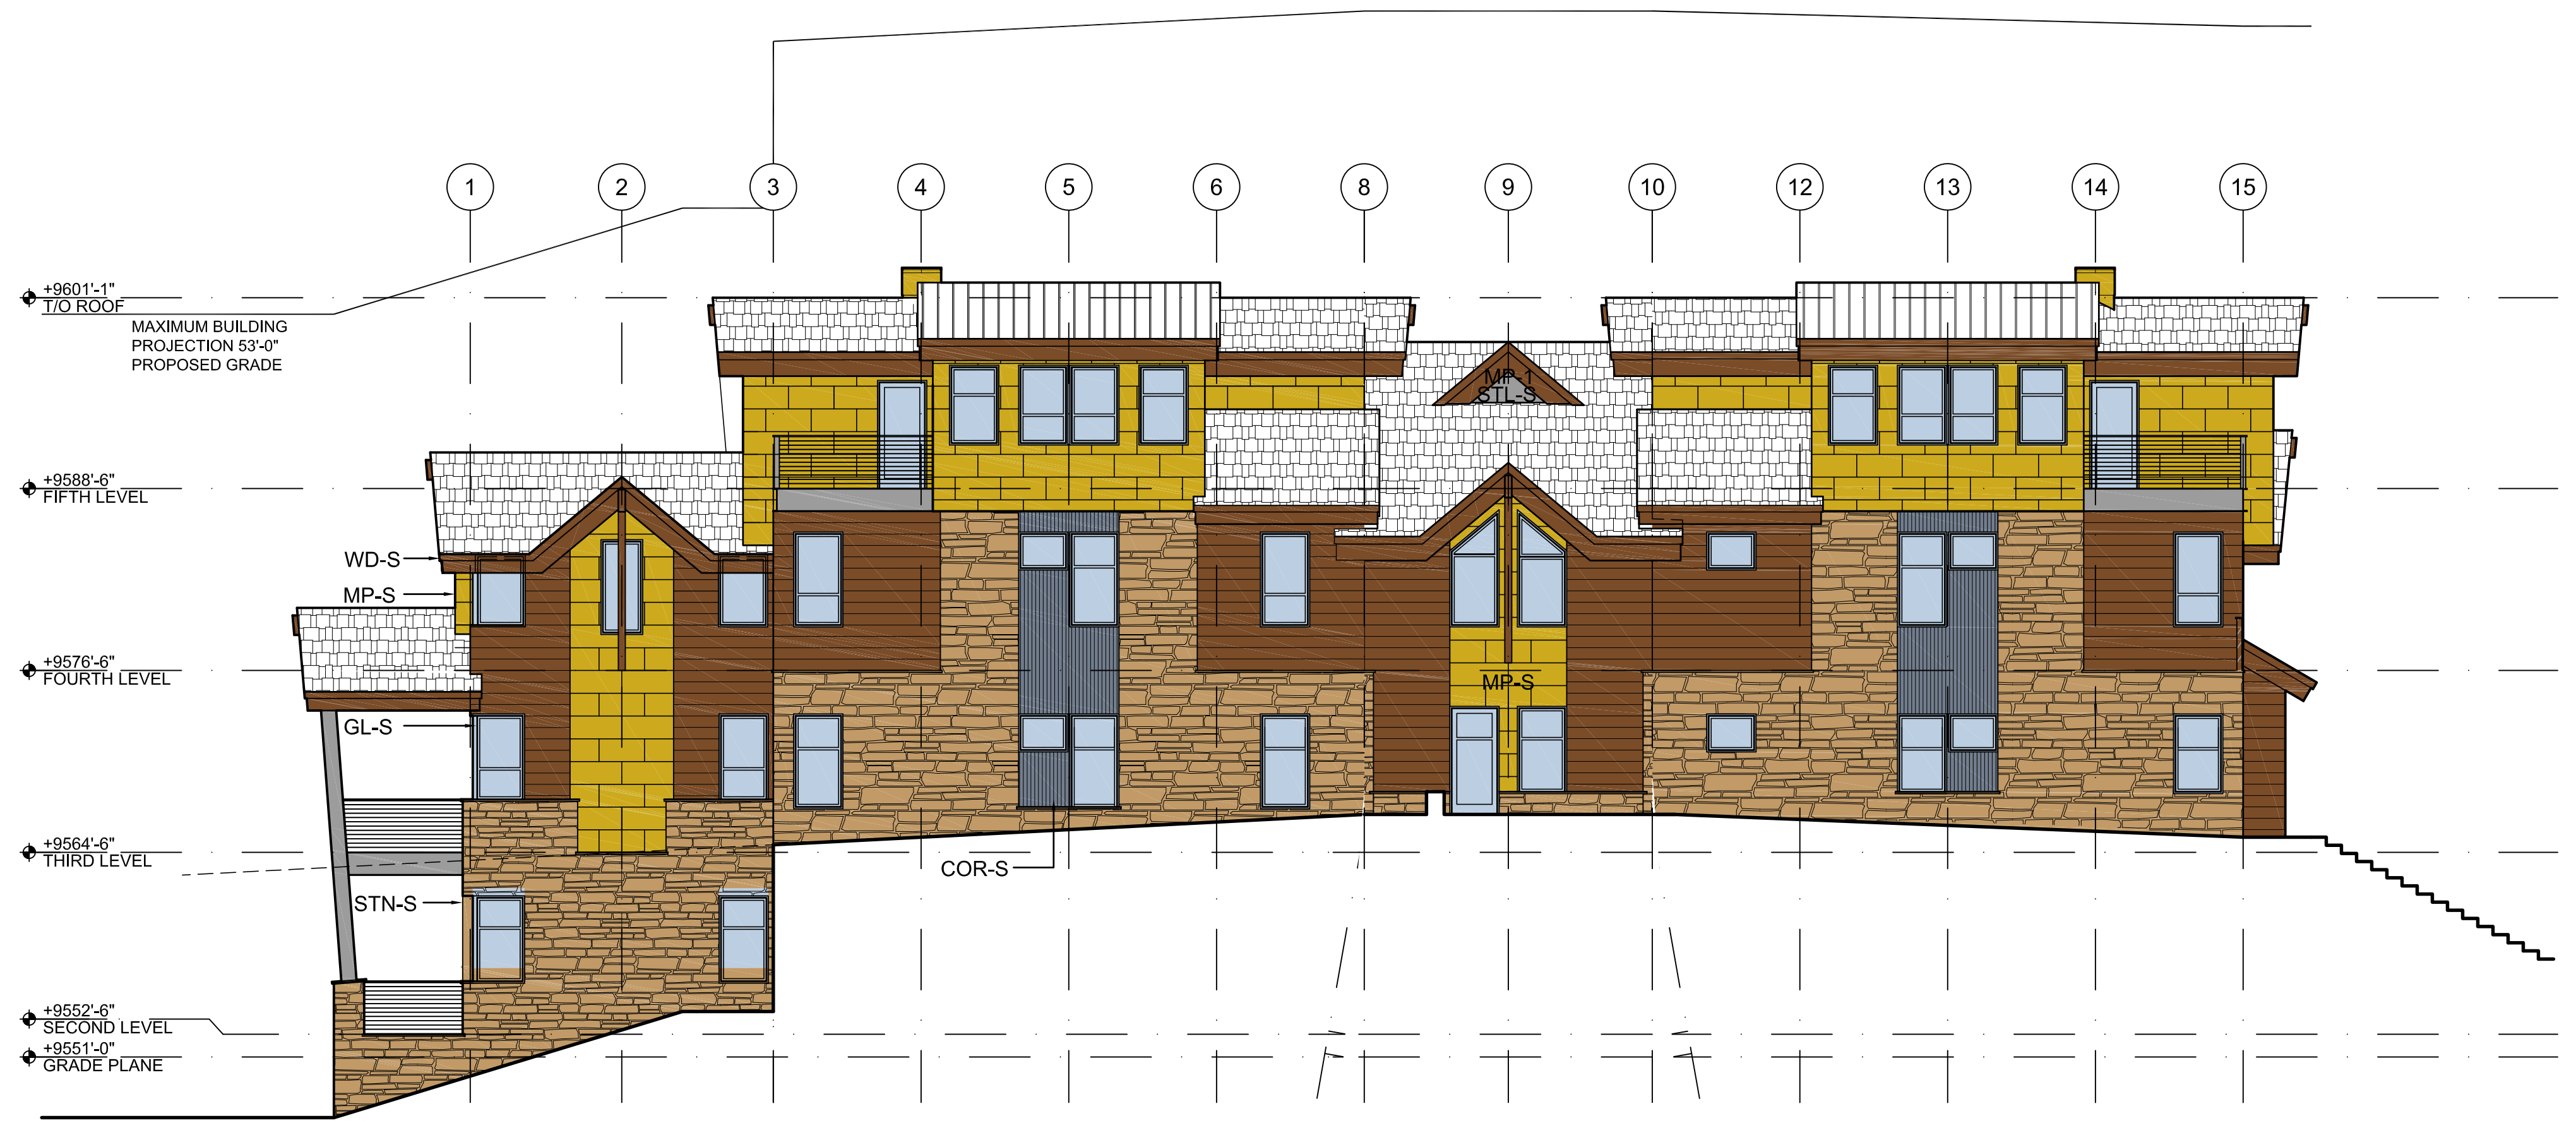 1 2 3 4 5 6 8 9 10 12 13 14 15
+9601'-1"
T/O ROOF
MAXIMUM BUILDING
PROJECTION 53'-0"
PROPOSED GRADE
MP-1
STL-S
+9588'-6"
FIFTH LEVEL
WD-S
MP-S
+9576'-6"
FOURTH LEVEL
MP-S
GL-S
+9564'-6"
THIRD LEVEL
COR-S
STN-S
+9552'-6"
SECOND LEVEL
+9551'-0"
GRADE PLANE